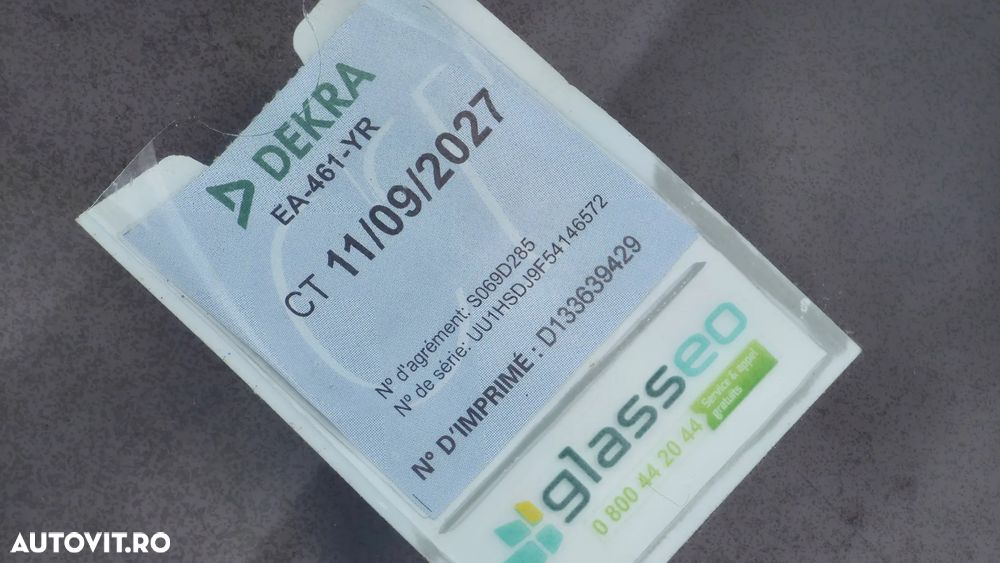 DEKRA
EA-461-YR
CT 11/09/2027
N° d'agrément: S069D285
N° de série: UU1HSDJ9F54146572
N° D'IMPRIMÉ : D133639429
glasseo
Service & appel
gratuits
0 800 44 20 44
AUTOVIT.RO